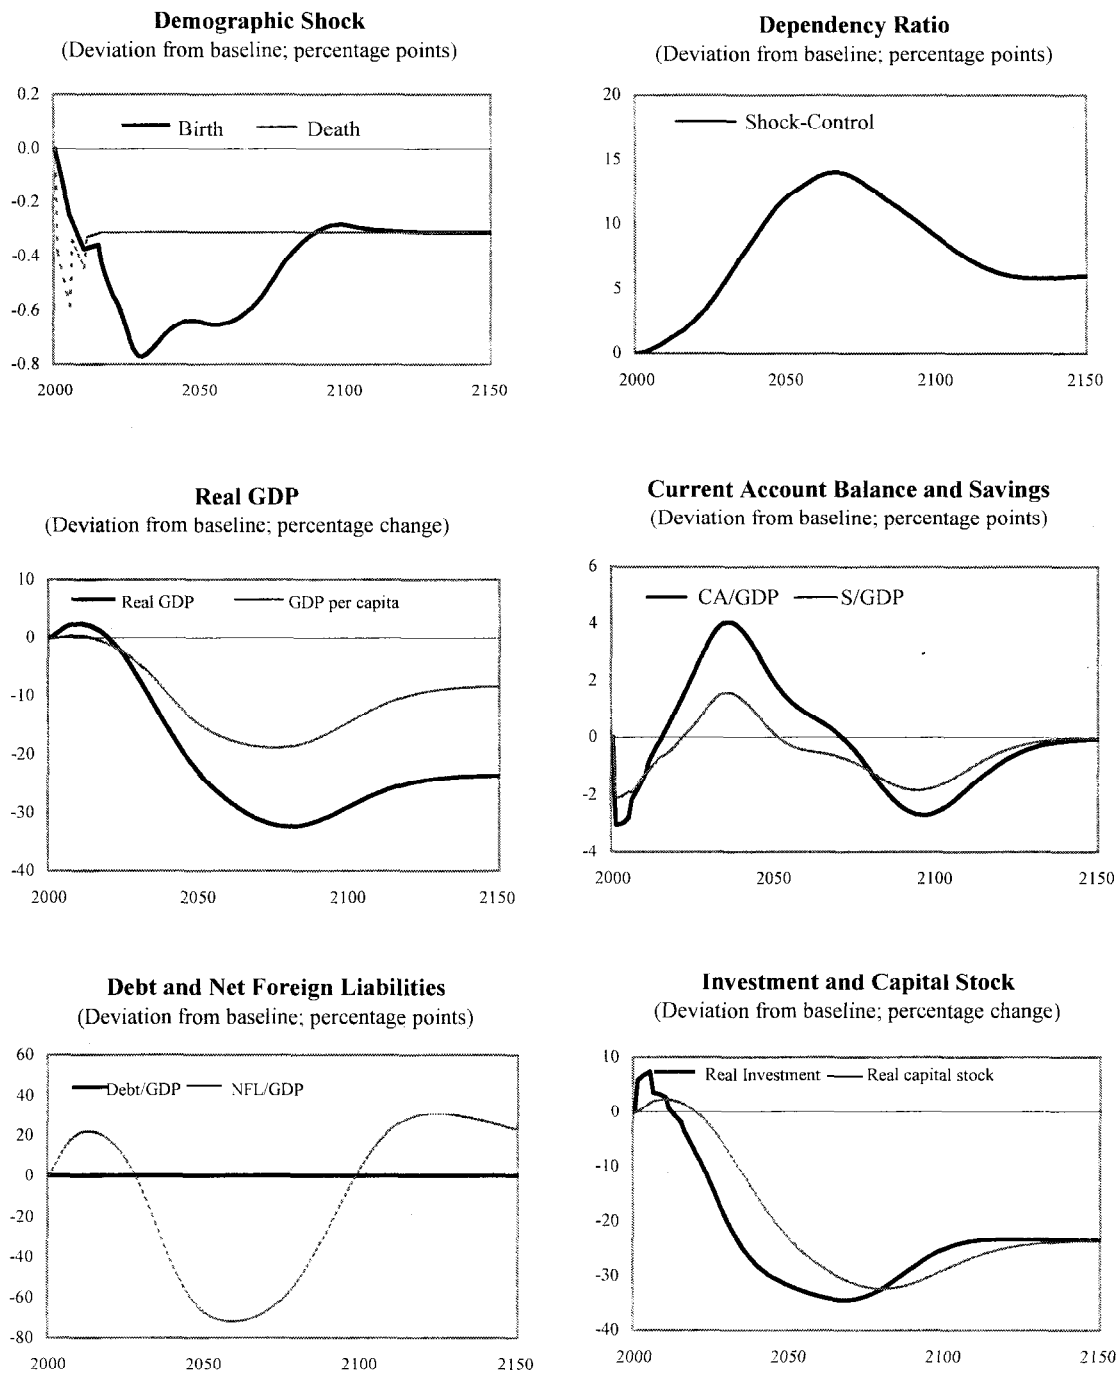 Demographic Shock
(Deviation from baseline; percentage points)
0.2
0.0
-0.2
-0.4
-0.6
-0.8
Birth
Death
2000
2050
2100
2150
Dependency Ratio
(Deviation from baseline; percentage points)
20
15
10
5
0
Shock-Control
2000
2050
2100
2150
Real GDP
(Deviation from baseline; percentage change)
10
0
-10
-20
-30
-40
Real GDP
GDP per capita
2000
2050
2100
2150
Current Account Balance and Savings
(Deviation from baseline; percentage points)
6
4
2
0
-2
-4
CA/GDP
S/GDP
2000
2050
2100
2150
Debt and Net Foreign Liabilities
(Deviation from baseline; percentage points)
60
40
20
0
-20
-40
-60
-80
Debt/GDP
NFL/GDP
2000
2050
2100
2150
Investment and Capital Stock
(Deviation from baseline; percentage change)
10
0
-10
-20
-30
-40
Real Investment
Real capital stock
2000
2050
2100
2150